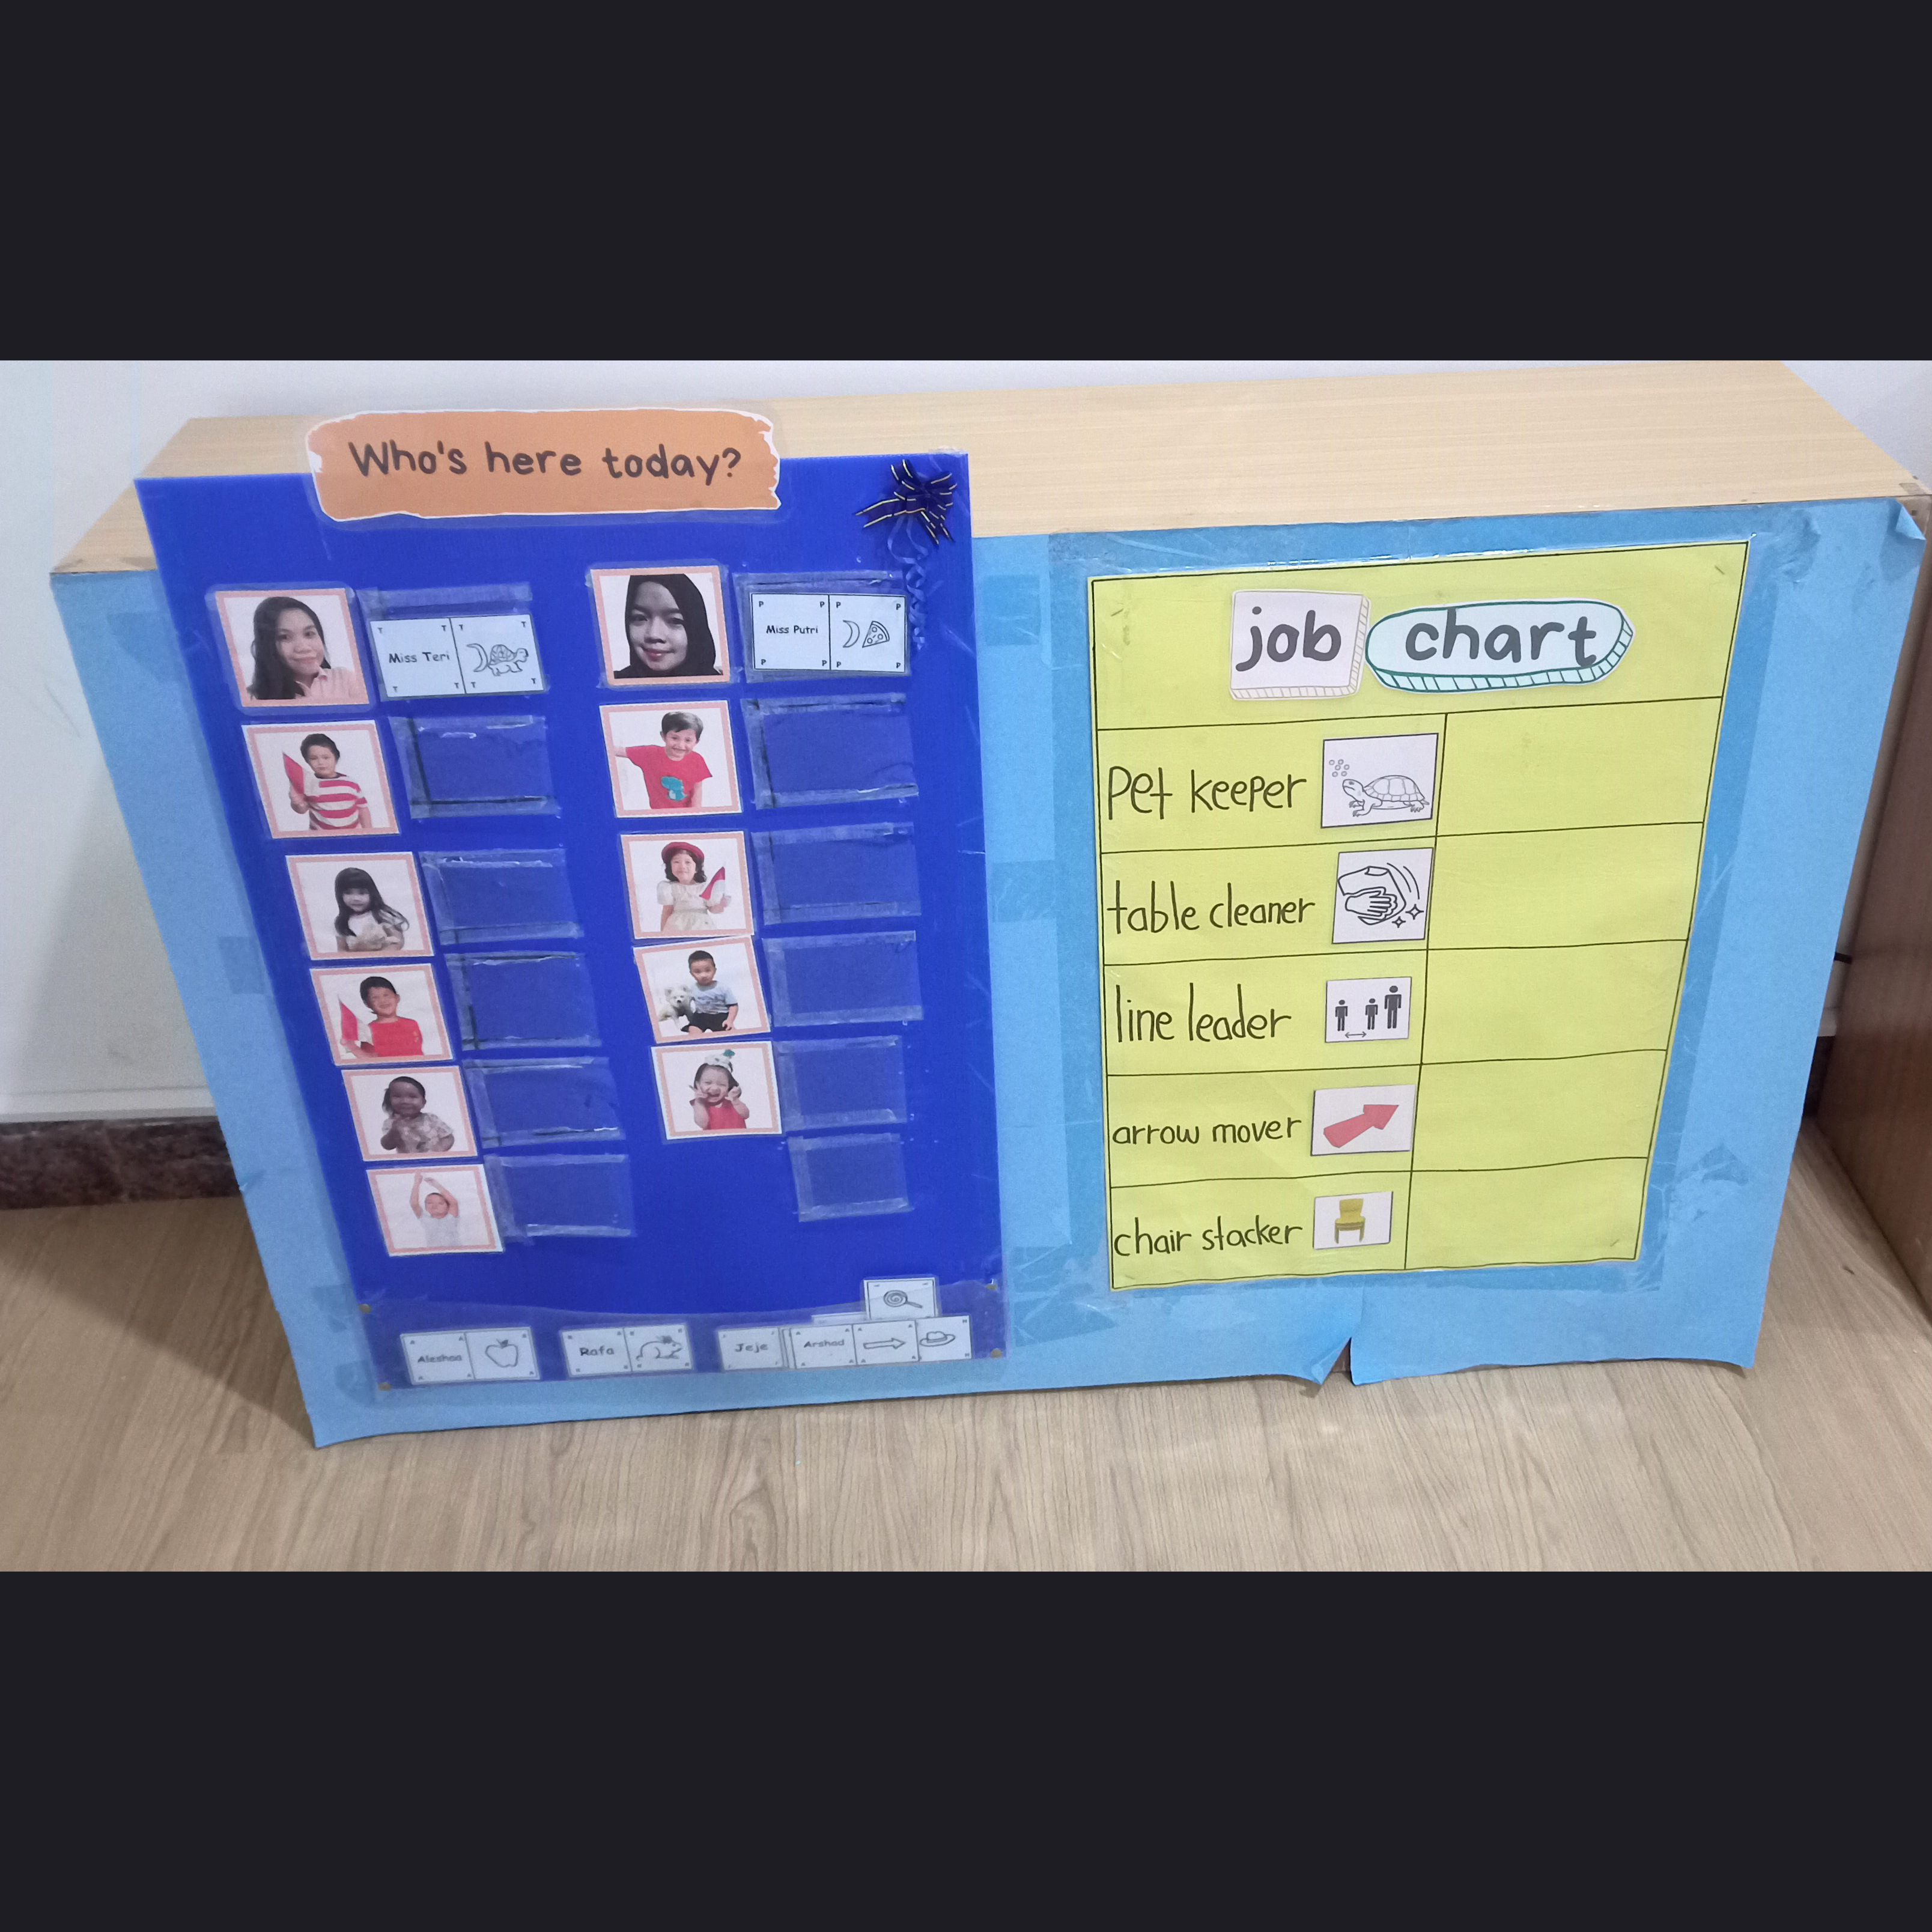 Who's here today?
T T T T
Miss Teri
T T T T
P P P P
Miss Putri
P P P P
job chart
Pet keeper
table cleaner
line leader
arrow mover
chair stacker
Aleshaa
Rafa
Jeje
Arshad